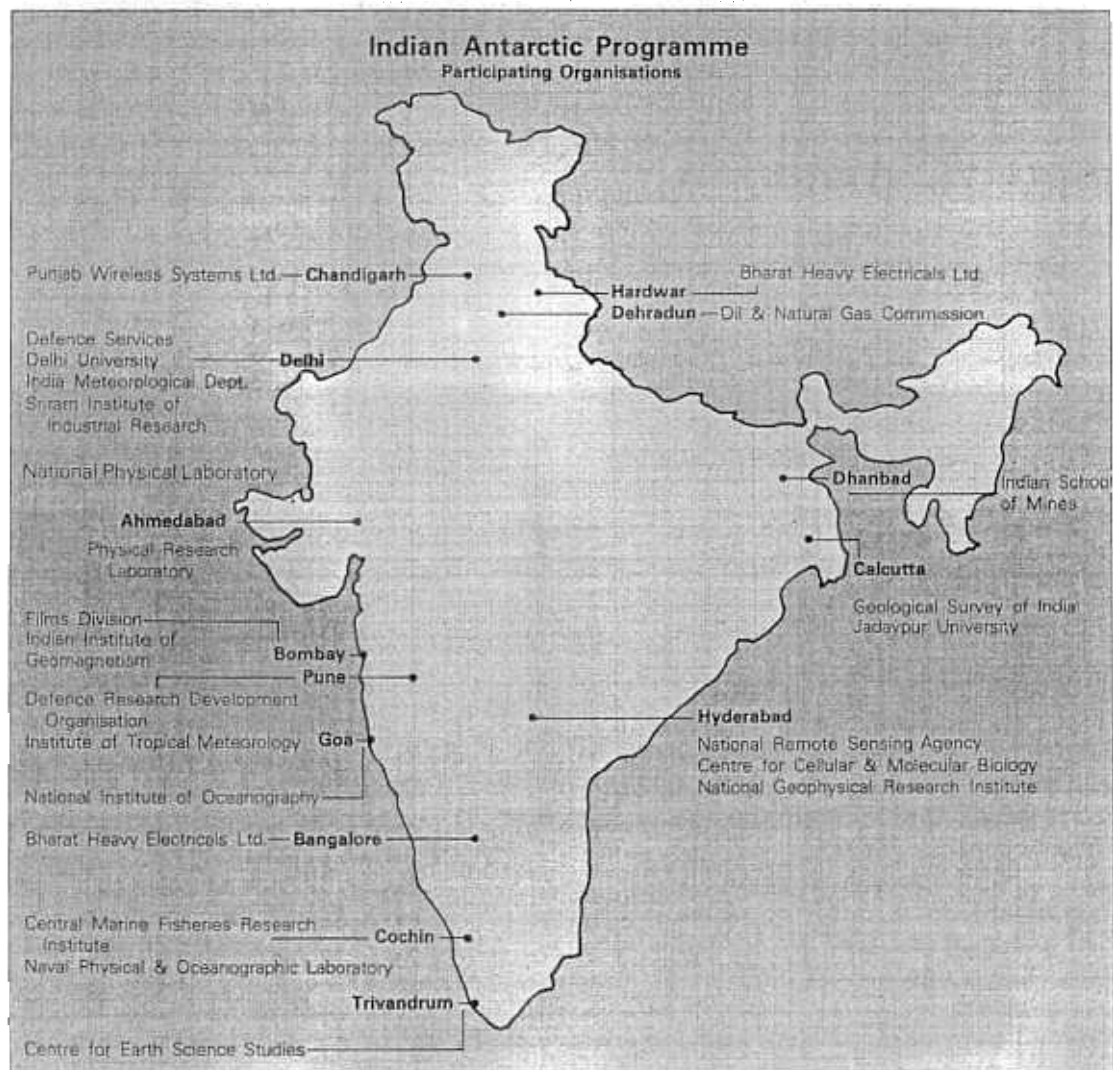 Indian Antarctic Programme
Participating Organisations
Punjab Wireless Systems Ltd.
Chandigarh
Bharat Heavy Electricals Ltd.
Hardwar
Dehradun
Oil & Natural Gas Commission
Defence Services
Delhi University
India Meteorological Dept.
Sriram Institute of
Industrial Research
Delhi
National Physical Laboratory
Dhanbad
Indian School
of Mines
Ahmedabad
Physical Research
Laboratory
Calcutta
Geological Survey of India
Jadavpur University
Films Division
Indian Institute of
Geomagnetism
Bombay
Pune
Defence Research Development
Organisation
Institute of Tropical Meteorology
Goa
Hyderabad
National Remote Sensing Agency
Centre for Cellular & Molecular Biology
National Geophysical Research Institute
National Institute of Oceanography
Bharat Heavy Electricals Ltd.
Bangalore
Central Marine Fisheries Research
Institute
Cochin
Naval Physical & Oceanographic Laboratory
Trivandrum
Centre for Earth Science Studies